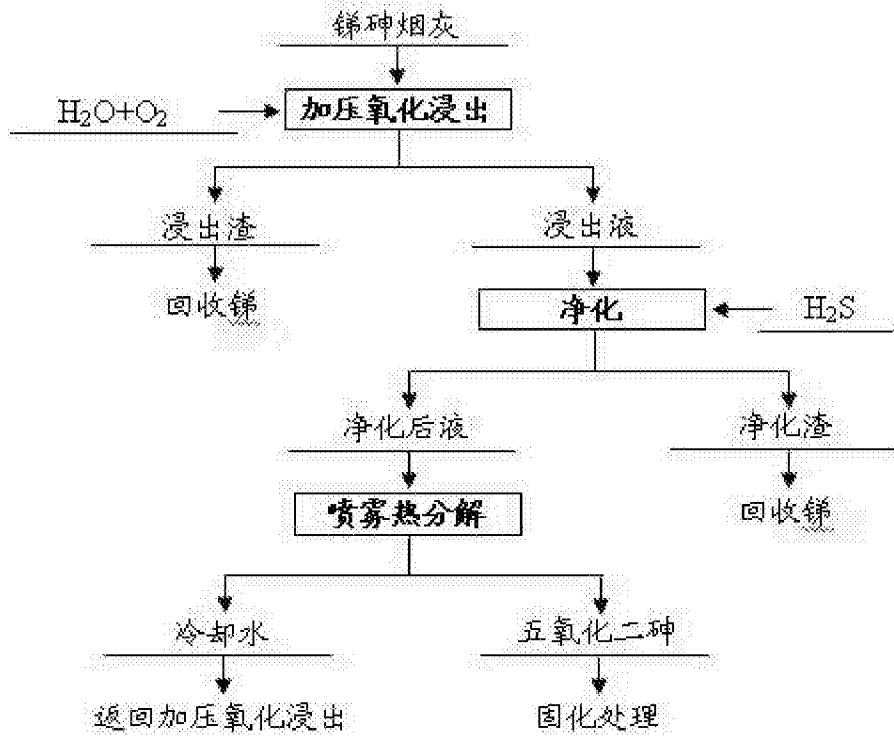 锑砷烟灰
H₂O+O₂
加压氧化浸出
浸出渣
浸出液
回收锑
净化
H₂S
净化后液
净化渣
喷雾热分解
回收锑
冷却水
五氧化二砷
返回加压氧化浸出
固化处理